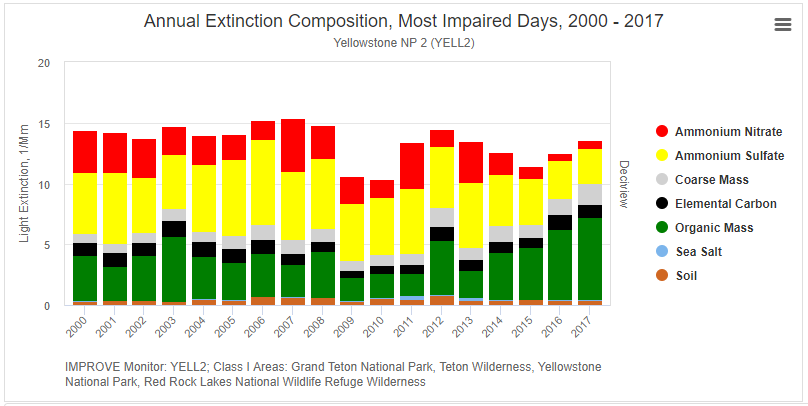 Annual Extinction Composition, Most Impaired Days, 2000 - 2017
Yellowstone NP 2 (YELL2)
Light Extinction, 1/Mm
20
15
10
5
0
2000
2001
2002
2003
2004
2005
2006
2007
2008
2009
2010
2011
2012
2013
2014
2015
2016
2017
Deciview
Ammonium Nitrate
Ammonium Sulfate
Coarse Mass
Elemental Carbon
Organic Mass
Sea Salt
Soil
IMPROVE Monitor: YELL2; Class I Areas: Grand Teton National Park, Teton Wilderness, Yellowstone
National Park, Red Rock Lakes National Wildlife Refuge Wilderness